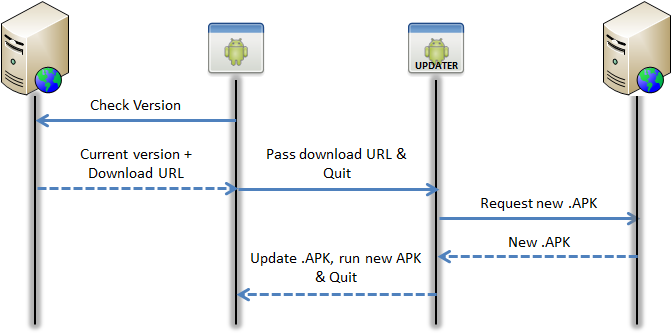 UPDATER
Check Version
Current version +
Download URL
Pass download URL &
Quit
Request new .APK
New .APK
Update .APK, run new APK
& Quit